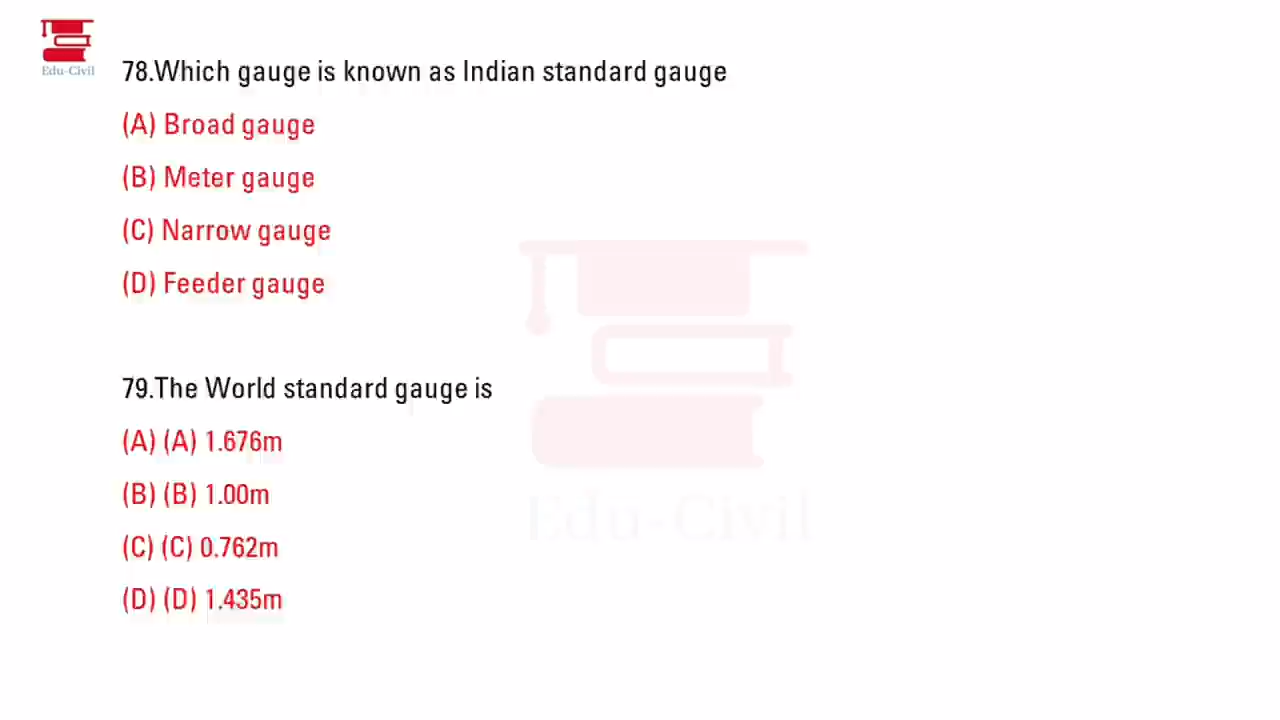 Edu-Civil
78.Which gauge is known as Indian standard gauge
(A) Broad gauge
(B) Meter gauge
(C) Narrow gauge
(D) Feeder gauge
79.The World standard gauge is
(A) (A) 1.676m
(B) (B) 1.00m
(C) (C) 0.762m
(D) (D) 1.435m
Edu-Civil